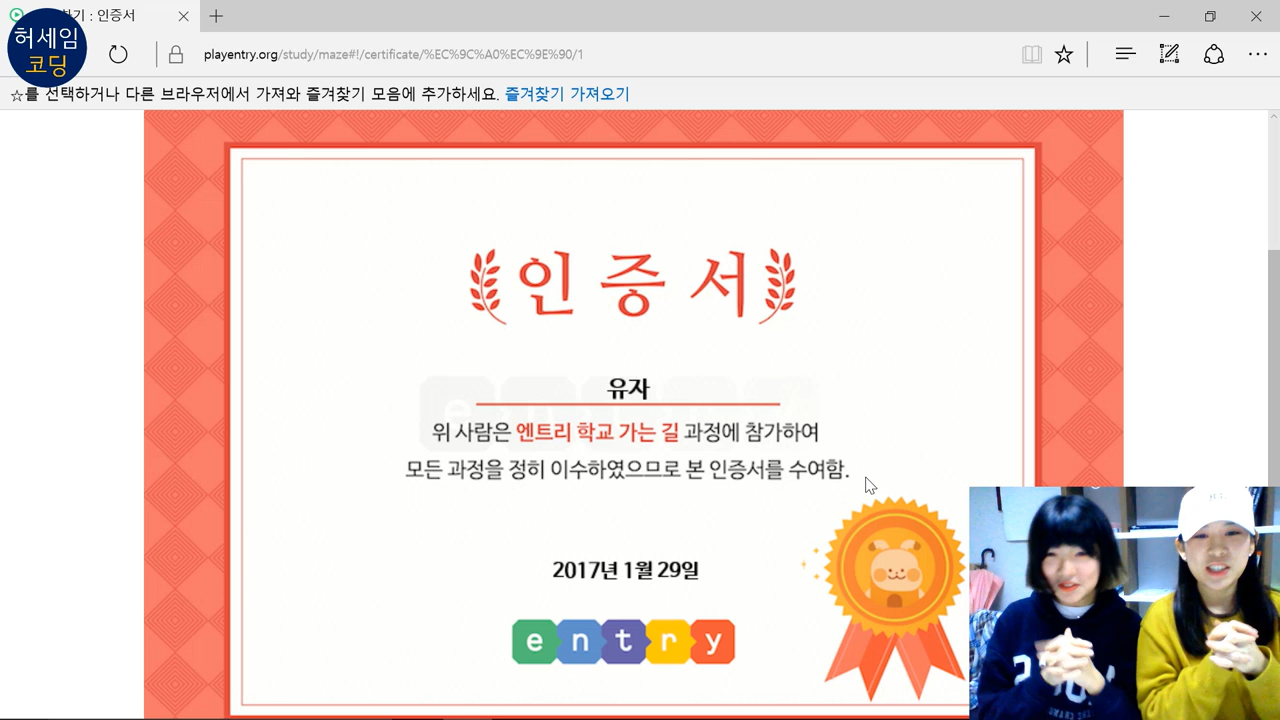 허세임
코딩
찾기 : 인증서
playentry.org/study/maze#!/certificate/%EC%9C%A0%EC%9E%90/1
☆를 선택하거나 다른 브라우저에서 가져와 즐겨찾기 모음에 추가하세요. 즐겨찾기 가져오기
인증서
유자
위 사람은 엔트리 학교 가는 길 과정에 참가하여
모든 과정을 정히 이수하였으므로 본 인증서를 수여함.
2017년 1월 29일
entry